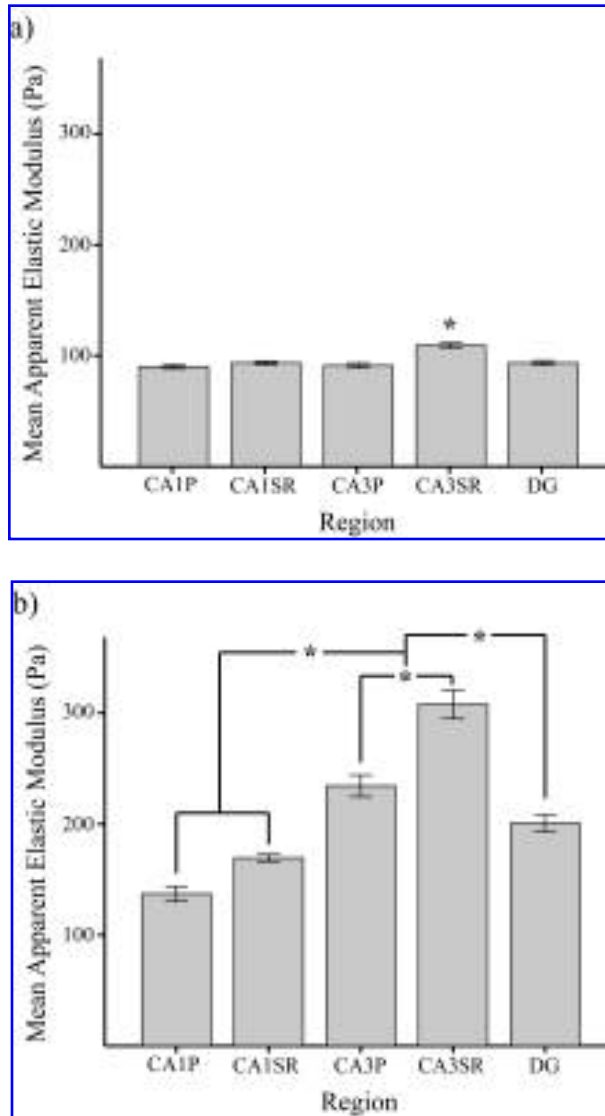 a)
Mean Apparent Elastic Modulus (Pa)
300
200
100
*
CA1P CA1SR CA3P CA3SR DG
Region
b)
Mean Apparent Elastic Modulus (Pa)
* *
*
300
200
100
CA1P CA1SR CA3P CA3SR DG
Region